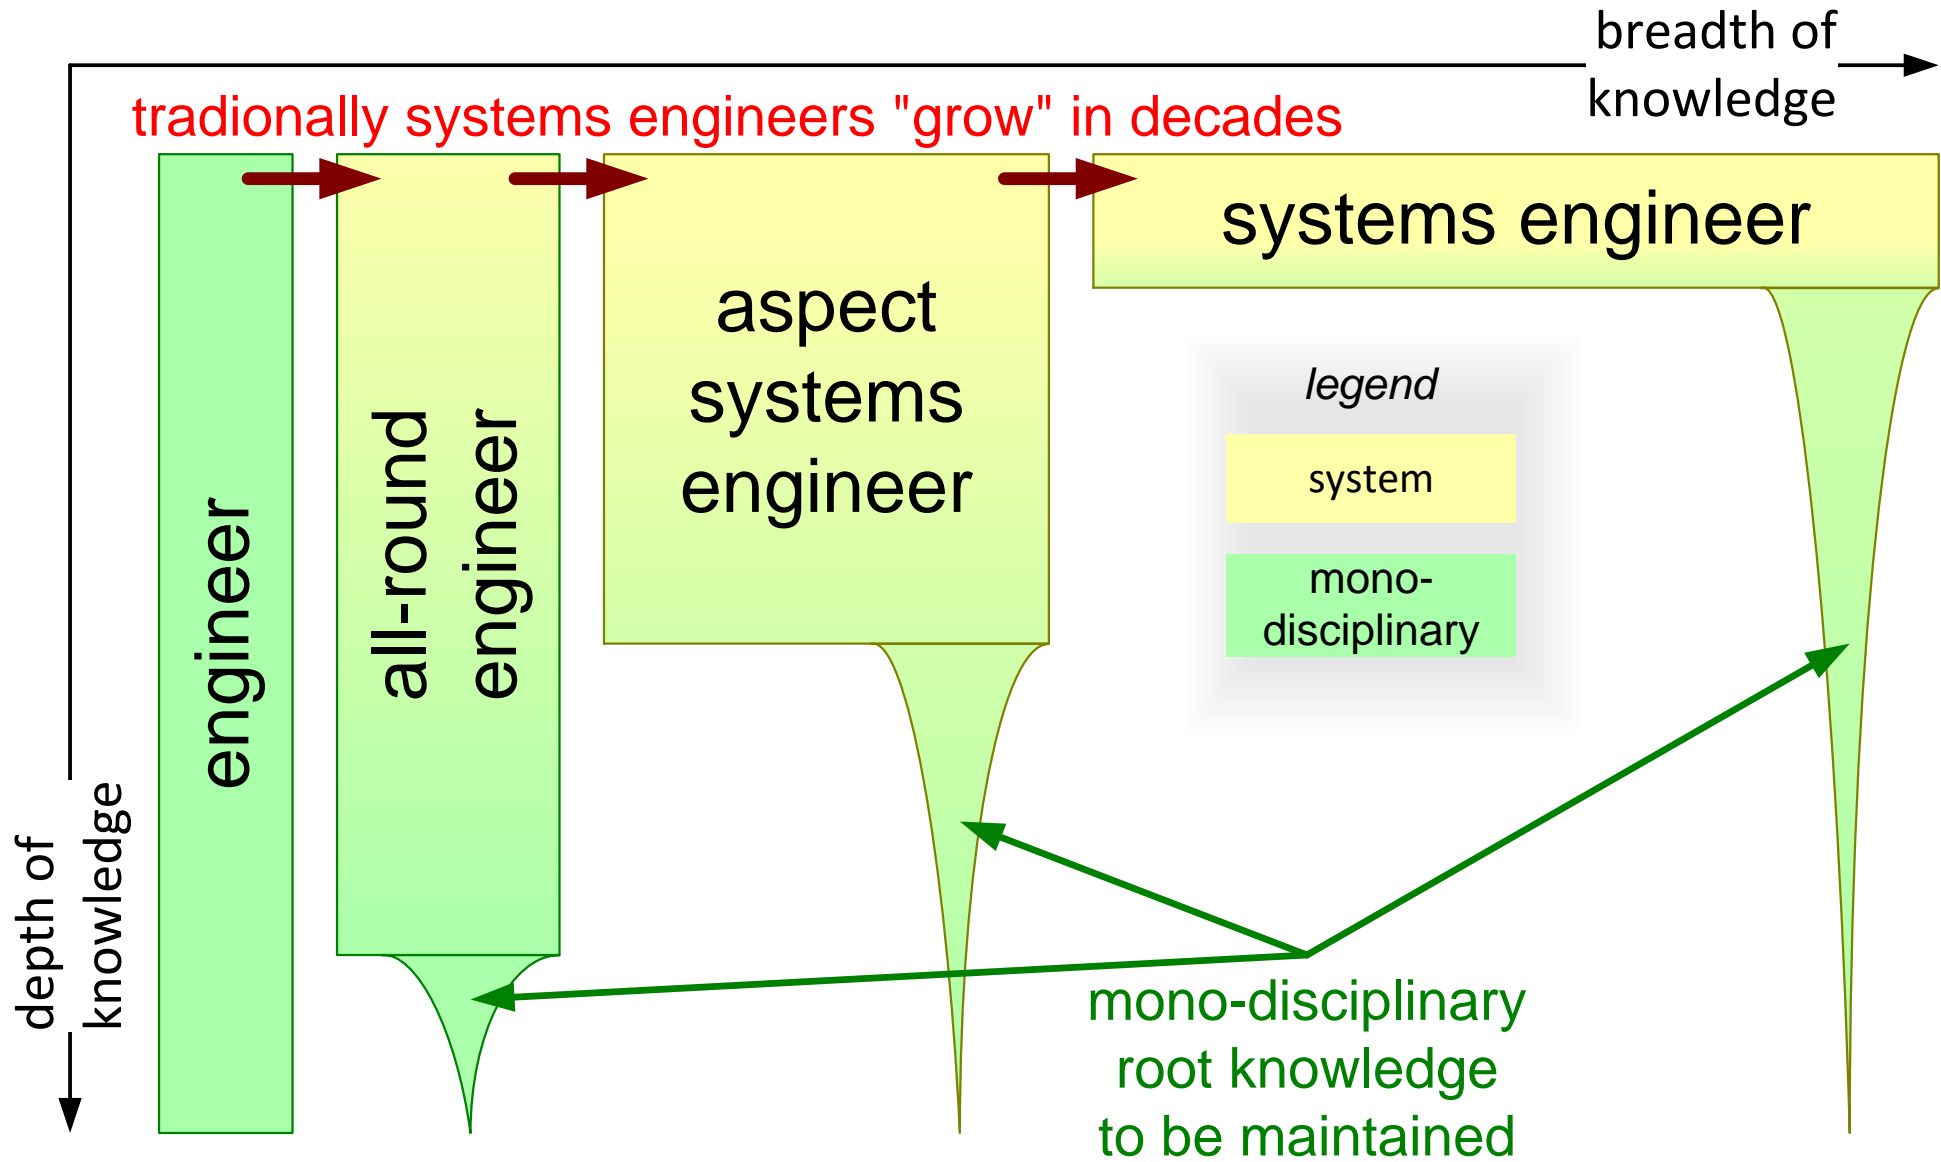 breadth of
knowledge
tradionally systems engineers "grow" in decades
engineer
all-round
engineer
aspect
systems
engineer
systems engineer
legend
system
mono-
disciplinary
depth of
knowledge
mono-disciplinary
root knowledge
to be maintained